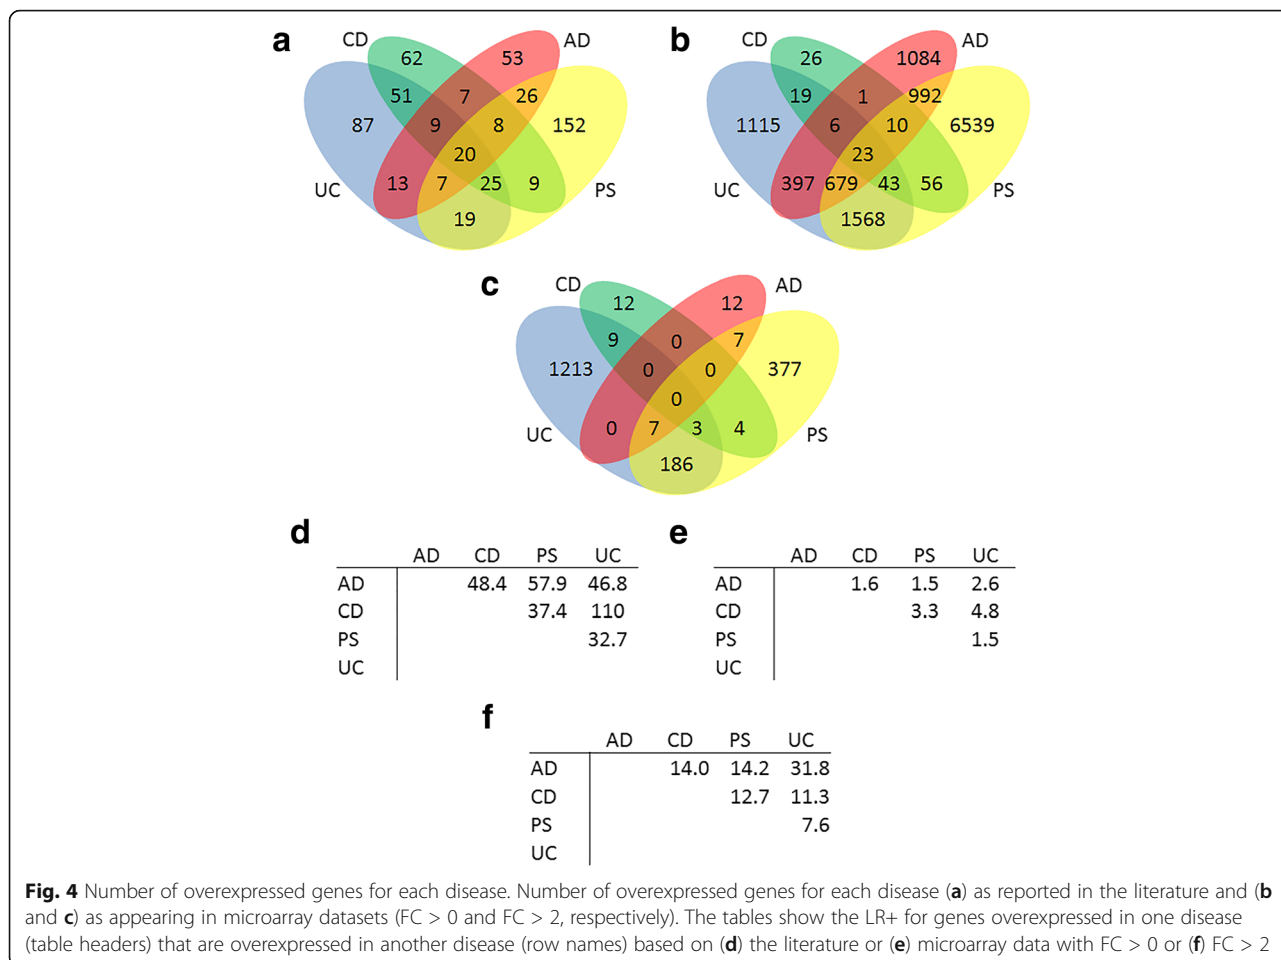 a
CD
AD
62
53
51
7
26
87
9
8
152
20
UC
13
7
25
9
PS
19
b
CD
AD
26
1084
19
1
992
1115
6
10
6539
23
UC
397
679
43
56
PS
1568
c
CD
AD
12
12
9
0
7
1213
0
0
377
0
UC
0
7
3
4
PS
186
d
AD CD PS UC
AD 48.4 57.9 46.8
CD 37.4 110
PS 32.7
UC
e
AD CD PS UC
AD 1.6 1.5 2.6
CD 3.3 4.8
PS 1.5
UC
f
AD CD PS UC
AD 14.0 14.2 31.8
CD 12.7 11.3
PS 7.6
UC
Fig. 4 Number of overexpressed genes for each disease. Number of overexpressed genes for each disease (a) as reported in the literature and (b
and c) as appearing in microarray datasets (FC > 0 and FC > 2, respectively). The tables show the LR+ for genes overexpressed in one disease
(table headers) that are overexpressed in another disease (row names) based on (d) the literature or (e) microarray data with FC > 0 or (f) FC > 2